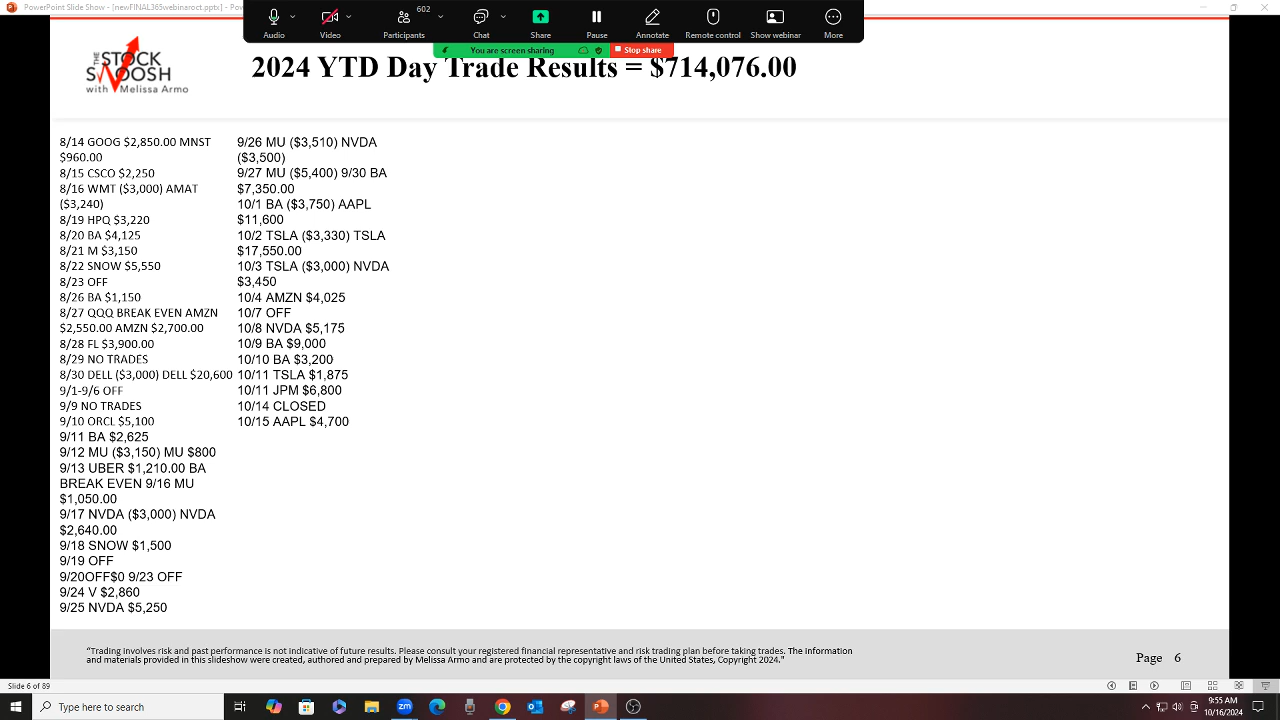 PowerPoint Slide Show - [newFINAL365webinaroct.pptx] - Pow
602
Audio
Video
Participants
Chat
Share
Pause
Annotate
Remote control
Show webinar
More
You are screen sharing
Stop share
THE STOCK SWOOSH
with Melissa Armo
2024 YTD Day Trade Results = $714,076.00
8/14 GOOG $2,850.00 MNST
$960.00
8/15 CSCO $2,250
8/16 WMT ($3,000) AMAT
($3,240)
8/19 HPQ $3,220
8/20 BA $4,125
8/21 M $3,150
8/22 SNOW $5,550
8/23 OFF
8/26 BA $1,150
8/27 QQQ BREAK EVEN AMZN
$2,550.00 AMZN $2,700.00
8/28 FL $3,900.00
8/29 NO TRADES
8/30 DELL ($3,000) DELL $20,600
9/1-9/6 OFF
9/9 NO TRADES
9/10 ORCL $5,100
9/11 BA $2,625
9/12 MU ($3,150) MU $800
9/13 UBER $1,210.00 BA
BREAK EVEN 9/16 MU
$1,050.00
9/17 NVDA ($3,000) NVDA
$2,640.00
9/18 SNOW $1,500
9/19 OFF
9/20OFF$0 9/23 OFF
9/24 V $2,860
9/25 NVDA $5,250
9/26 MU ($3,510) NVDA
($3,500)
9/27 MU ($5,400) 9/30 BA
$7,350.00
10/1 BA ($3,750) AAPL
$11,600
10/2 TSLA ($3,330) TSLA
$17,550.00
10/3 TSLA ($3,000) NVDA
$3,450
10/4 AMZN $4,025
10/7 OFF
10/8 NVDA $5,175
10/9 BA $9,000
10/10 BA $3,200
10/11 TSLA $1,875
10/11 JPM $6,800
10/14 CLOSED
10/15 AAPL $4,700
"Trading involves risk and past performance is not indicative of future results. Please consult your registered financial representative and risk trading plan before taking trades. The Information
and materials provided in this slideshow were created, authored and prepared by Melissa Armo and are protected by the copyright laws of the United States, Copyright 2024."
Page 6
Slide 6 of 89
Type here to search
9:55 AM
10/16/2024